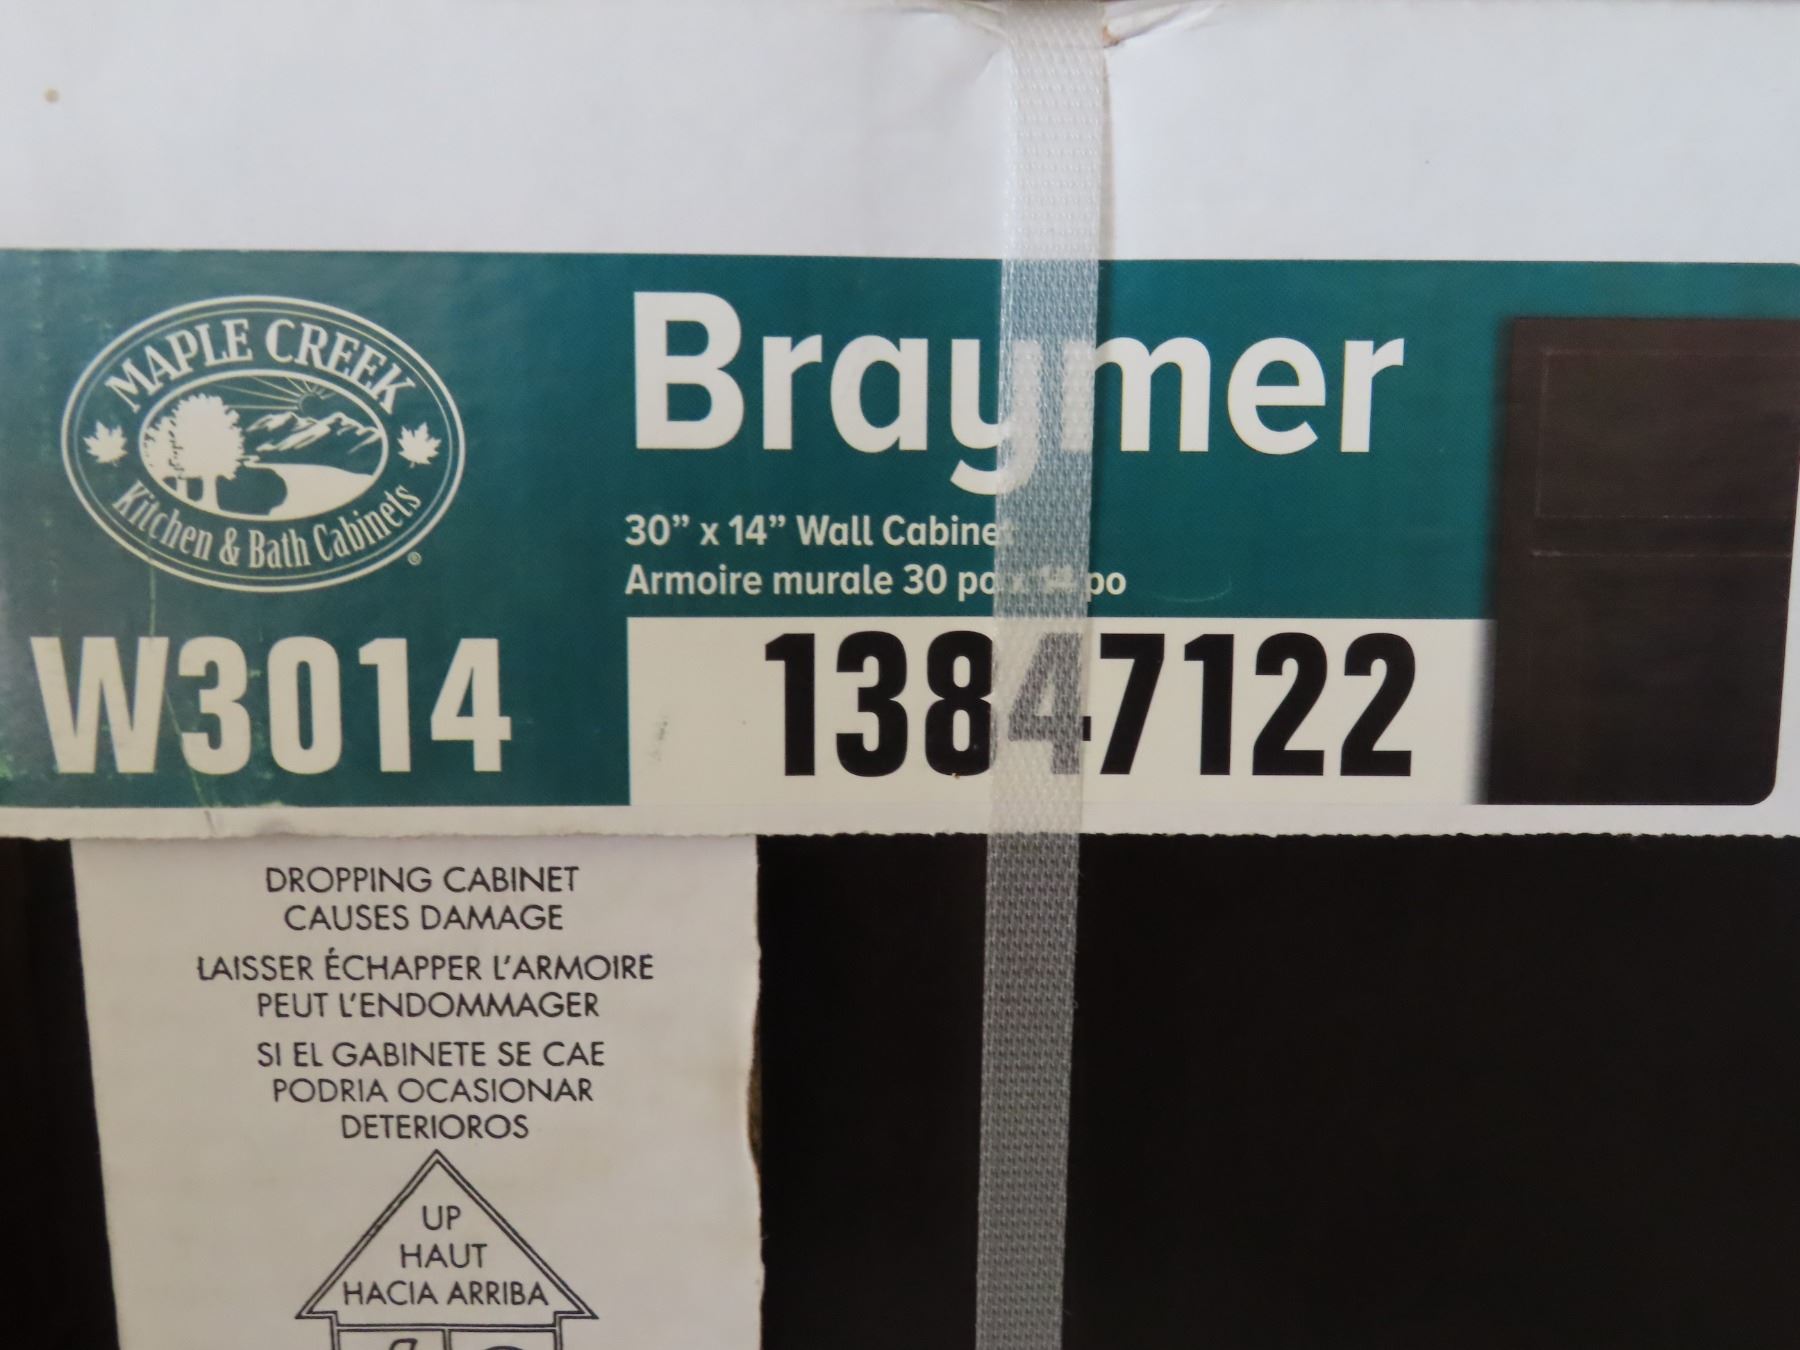 MAPLE CREEK
Kitchen & Bath Cabinets®
Braymer
30” x 14” Wall Cabinet
Armoire murale 30 po x 14 po
W3014
13847122
DROPPING CABINET
CAUSES DAMAGE
LAISSER ÉCHAPPER L’ARMOIRE
PEUT L’ENDOMMAGER
SI EL GABINETE SE CAE
PODRIA OCASIONAR
DETERIOROS
UP
HAUT
HACIA ARRIBA